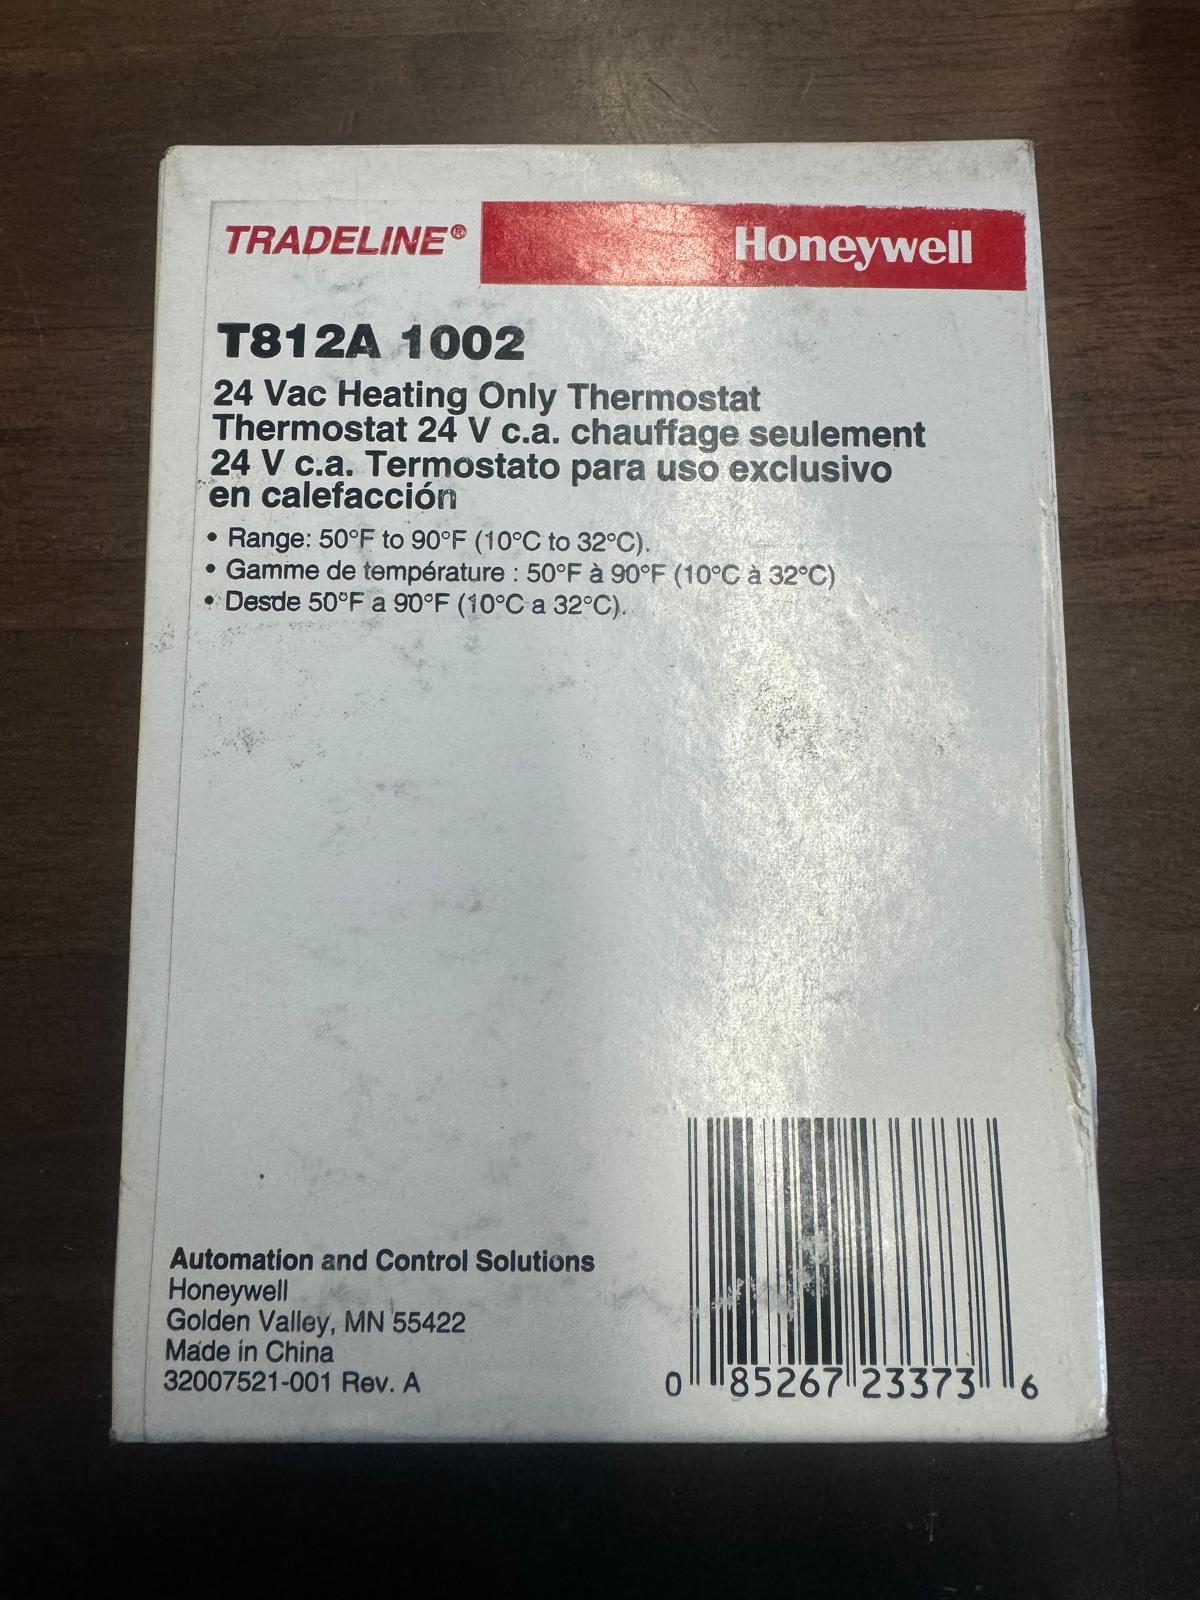 TRADELINE®
Honeywell
T812A 1002
24 Vac Heating Only Thermostat
Thermostat 24 V c.a. chauffage seulement
24 V c.a. Termostato para uso exclusivo
en calefacción
• Range: 50°F to 90°F (10°C to 32°C).
• Gamme de température : 50°F à 90°F (10°C à 32°C)
• Desde 50°F a 90°F (10°C a 32°C).
Automation and Control Solutions
Honeywell
Golden Valley, MN 55422
Made in China
32007521-001 Rev. A
0 85267 23373 6